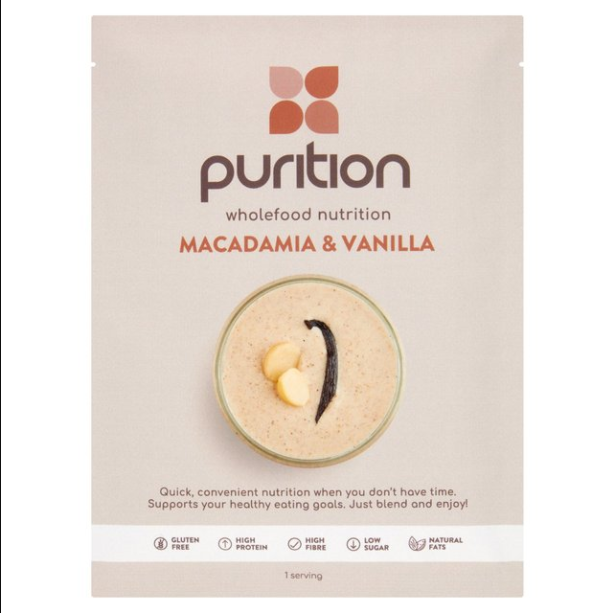 purition
wholefood nutrition
MACADAMIA & VANILLA
Quick, convenient nutrition when you don't have time.
Supports your healthy eating goals. Just blend and enjoy!
GLUTEN
FREE
HIGH
PROTEIN
HIGH
FIBRE
LOW
SUGAR
NATURAL
FATS
1 serving